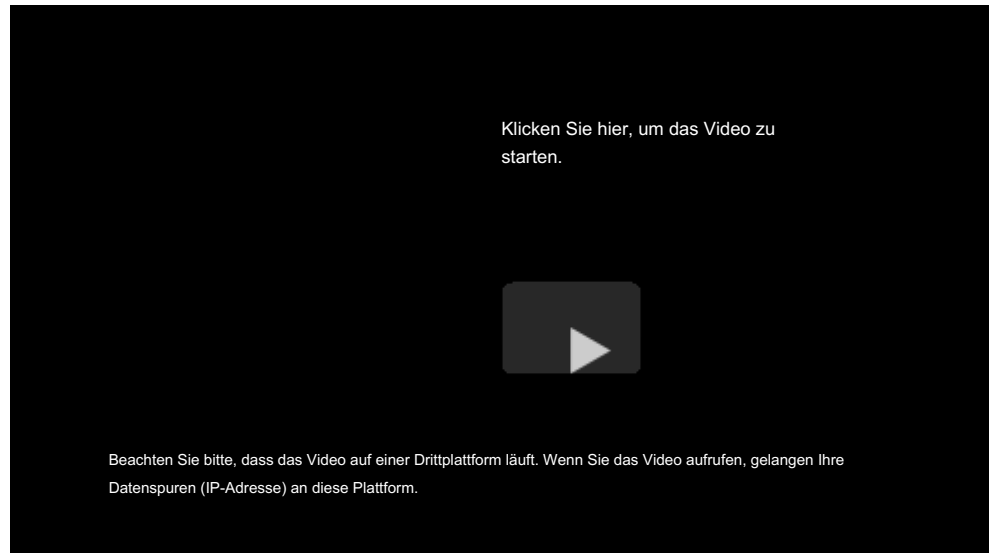 Klicken Sie hier, um das Video zu
starten.
Beachten Sie bitte, dass das Video auf einer Drittplattform läuft. Wenn Sie das Video aufrufen, gelangen Ihre
Datenspuren (IP-Adresse) an diese Plattform.